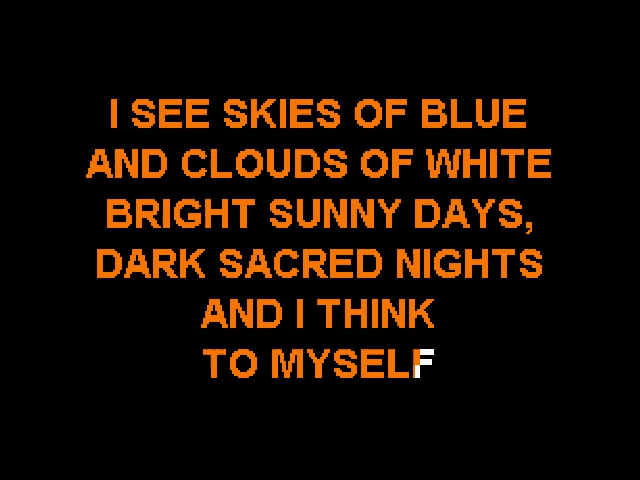 I SEE SKIES OF BLUE
AND CLOUDS OF WHITE
BRIGHT SUNNY DAYS,
DARK SACRED NIGHTS
AND I THINK
TO MYSELF